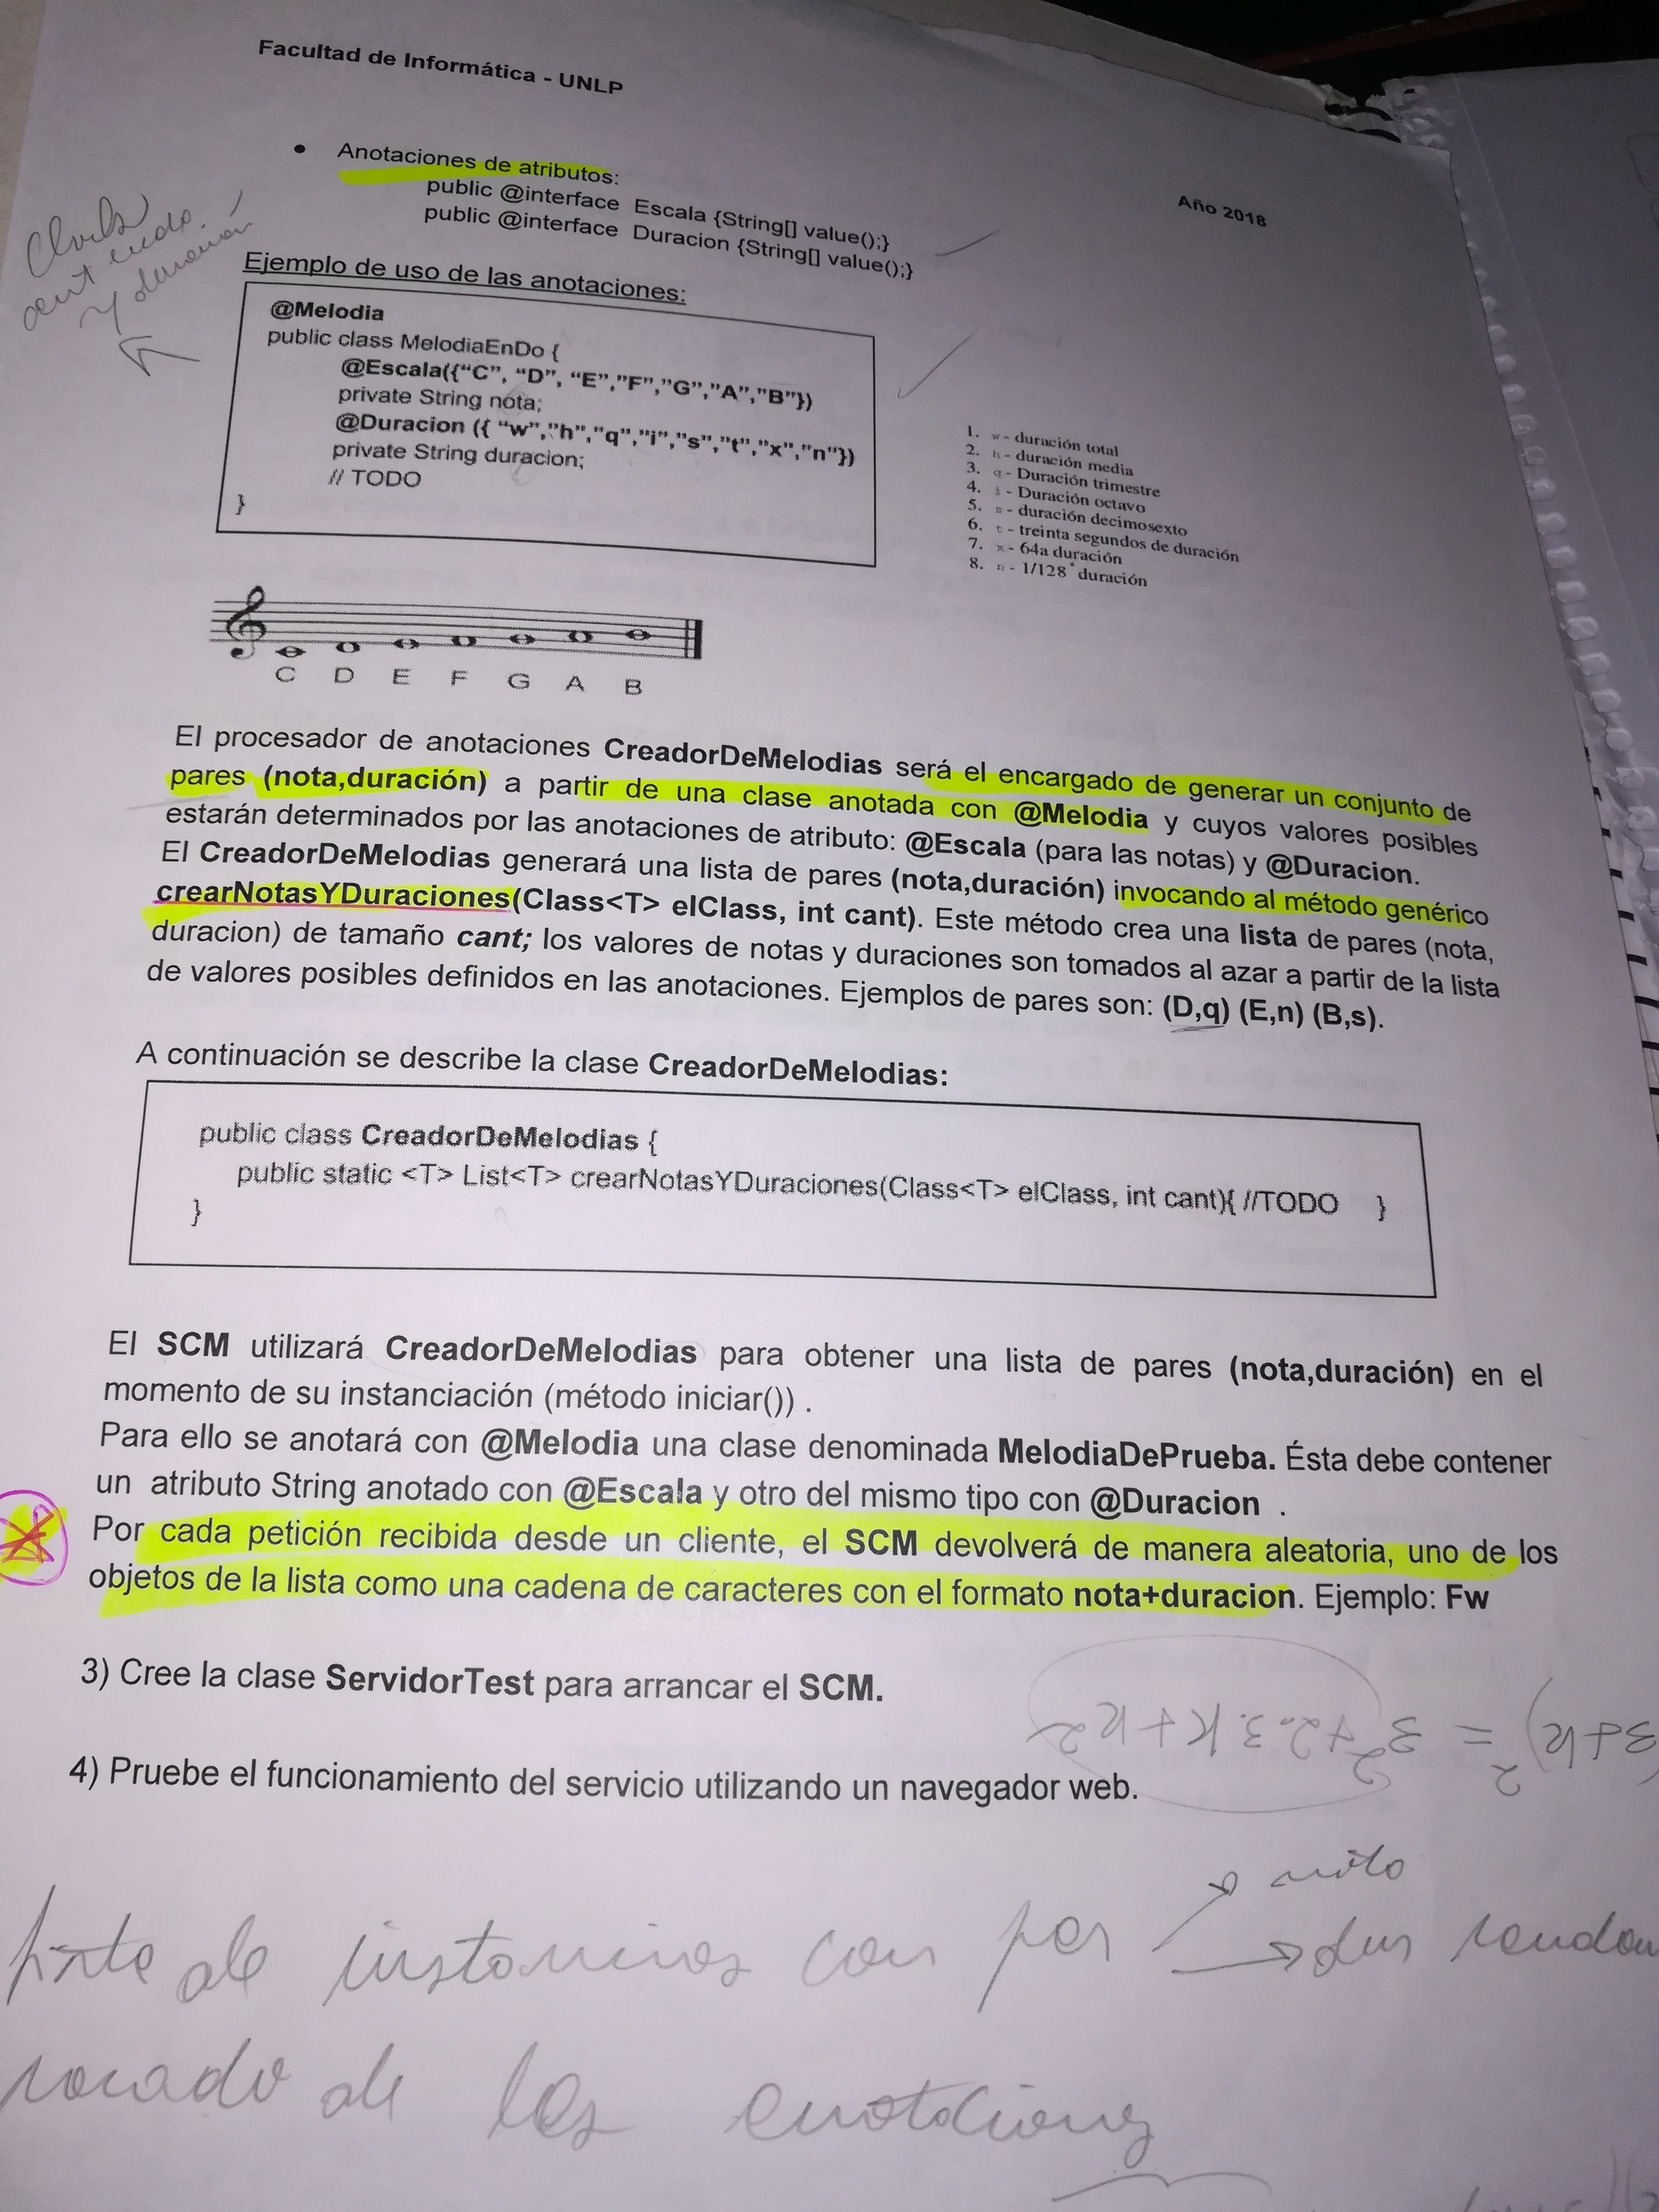 Facultad de Informática - UNLP
Año 2018
• Anotaciones de atributos:
public @interface Escala {String[] value();}
public @interface Duracion {String[] value();}
y duración
Ejemplo de uso de las anotaciones:
@Melodia
public class MelodiaEnDo {
@Escala({“C”, “D”, “E”,”F”,”G”,”A”,”B”})
private String nota;
@Duracion ({ “w”,”h”,”q”,”i”,”s”,”t”,”x”,”n”})
private String duracion;
// TODO
}
1. w - duración total
2. h - duración media
3. q - Duración trimestre
4. i - Duración octavo
5. s - duración decimosexto
6. t - treinta segundos de duración
7. x - 64a duración
8. n - 1/128 ª duración
C D E F G A B
El procesador de anotaciones CreadorDeMelodias será el encargado de generar un conjunto de
pares (nota,duración) a partir de una clase anotada con @Melodia y cuyos valores posibles
estarán determinados por las anotaciones de atributo: @Escala (para las notas) y @Duracion.
El CreadorDeMelodias generará una lista de pares (nota,duración) invocando al método genérico
crearNotasYDuraciones(Class<T> elClass, int cant). Este método crea una lista de pares (nota,
duracion) de tamaño cant; los valores de notas y duraciones son tomados al azar a partir de la lista
de valores posibles definidos en las anotaciones. Ejemplos de pares son: (D,q) (E,n) (B,s).
A continuación se describe la clase CreadorDeMelodias:
public class CreadorDeMelodias {
public static <T> List<T> crearNotasYDuraciones(Class<T> elClass, int cant){ //TODO }
}
El SCM utilizará CreadorDeMelodias para obtener una lista de pares (nota,duración) en el
momento de su instanciación (método iniciar()) .
Para ello se anotará con @Melodia una clase denominada MelodiaDePrueba. Ésta debe contener
un atributo String anotado con @Escala y otro del mismo tipo con @Duracion .
Por cada petición recibida desde un cliente, el SCM devolverá de manera aleatoria, uno de los
objetos de la lista como una cadena de caracteres con el formato nota+duracion. Ejemplo: Fw
3) Cree la clase ServidorTest para arrancar el SCM.
(3+k)² = 3² + 2.3.k + k²
4) Pruebe el funcionamiento del servicio utilizando un navegador web.
de instancias con par
de las anotaciones